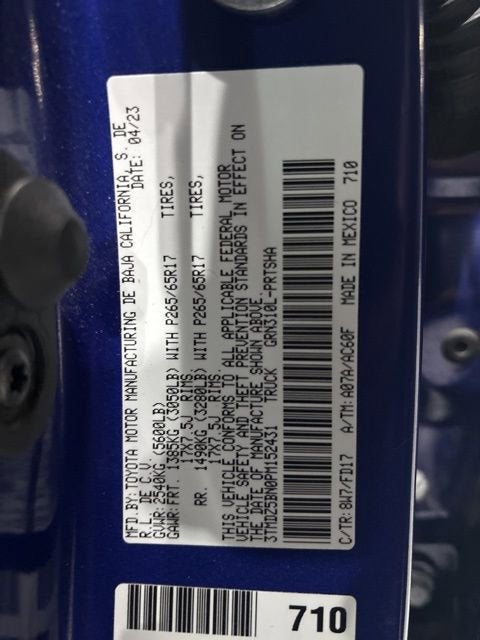 MFD.BY:TOYOTA MOTOR MANUFACTURING DE BAJA CALIFORNIA, S. DE
R.L. DE C.V. DATE: 04/23
GVWR: 2540KG (5600LB)
GAWR: FRT. 1385KG (3050LB) WITH P265/65R17 TIRES,
17X7.5J RIMS.
RR. 1490KG (3280LB) WITH P265/65R17 TIRES,
17X7.5J RIMS.
THIS VEHICLE CONFORMS TO ALL APPLICABLE FEDERAL MOTOR
VEHICLE SAFETY AND THEFT PREVENTION STANDARDS IN EFFECT ON
THE DATE OF MANUFACTURE SHOWN ABOVE.
3TMDZ5BN0PM152431 TRUCK GRN310L-PRTSHA
C/TR: 8W7/FD17 A/TM: A07A/AC60F MADE IN MEXICO 710
710